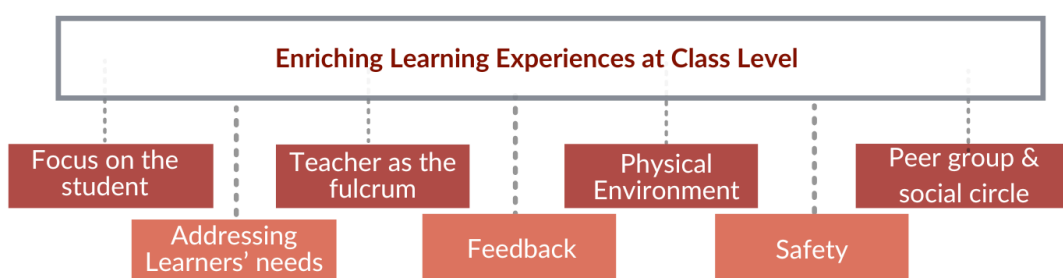 Enriching Learning Experiences at Class Level
Focus on the
student
Teacher as the
fulcrum
Physical
Environment
Peer group &
social circle
Addressing
Learners' needs
Feedback
Safety